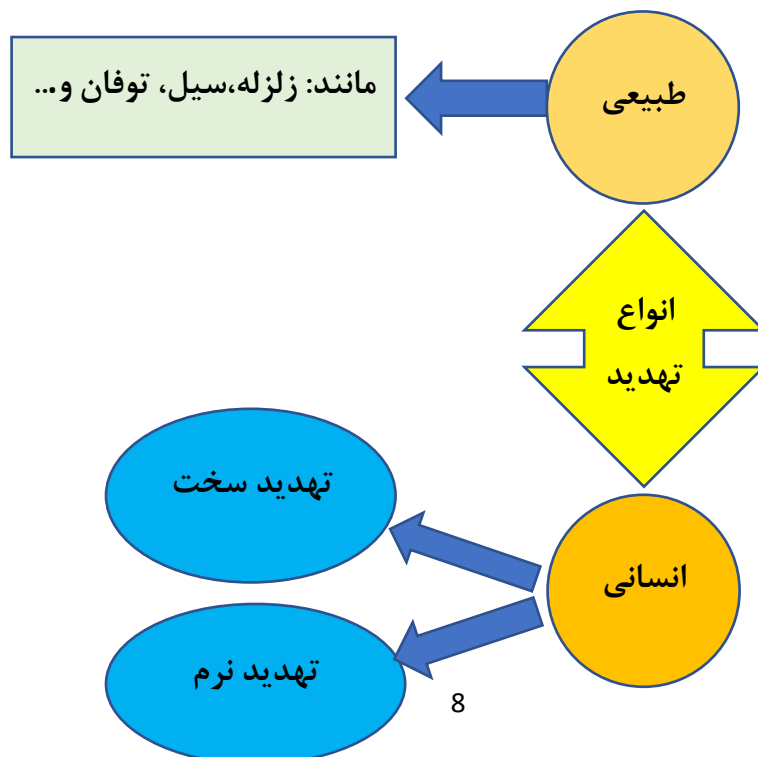 طبیعی
مانند: زلزله،سیل، توفان و...
انواع
تهدید
انسانی
تهدید سخت
تهدید نرم
8